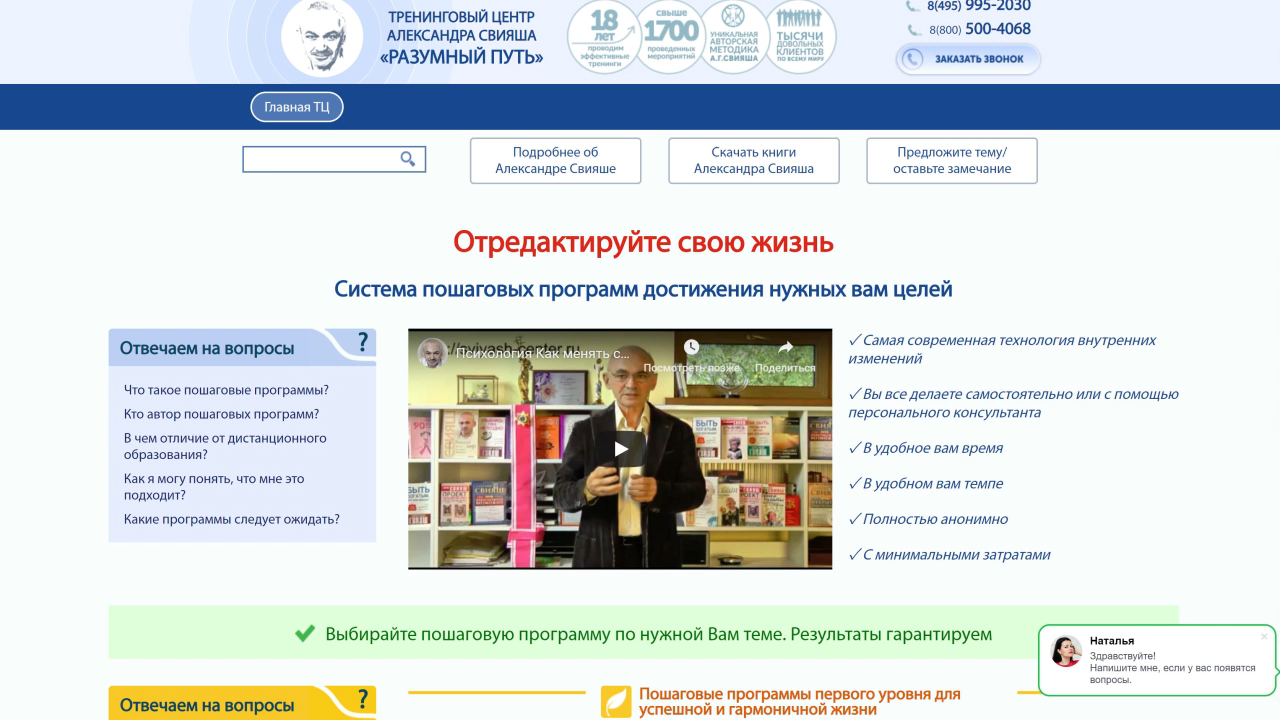 ТРЕНИНГОВЫЙ ЦЕНТР
АЛЕКСАНДРА СВИЯША
«РАЗУМНЫЙ ПУТЬ»
18
лет
проводим
эффективные
тренинги
свыше
1700
проведенных
мероприятий
УНИКАЛЬНАЯ
АВТОРСКАЯ
МЕТОДИКА
А.Г.СВИЯША
ТЫСЯЧИ
ДОВОЛЬНЫХ
КЛИЕНТОВ
ПО ВСЕМУ МИРУ
8(495) 995-2030
8(800) 500-4068
ЗАКАЗАТЬ ЗВОНОК
Главная ТЦ
Подробнее об
Александре Свияше
Скачать книги
Александра Свияша
Предложите тему/
оставьте замечание
Отредактируйте свою жизнь
Система пошаговых программ достижения нужных вам целей
Отвечаем на вопросы
?
Что такое пошаговые программы?
Кто автор пошаговых программ?
В чем отличие от дистанционного
образования?
Как я могу понять, что мне это
подходит?
Какие программы следует ожидать?
Психология Как менять с...
Посмотреть позже
Поделиться
✓ Самая современная технология внутренних
изменений
✓ Вы все делаете самостоятельно или с помощью
персонального консультанта
✓ В удобное вам время
✓ В удобном вам темпе
✓ Полностью анонимно
✓ С минимальными затратами
Выбирайте пошаговую программу по нужной Вам теме. Результаты гарантируем
Наталья
Здравствуйте!
Напишите мне, если у вас появятся
вопросы.
Отвечаем на вопросы
?
Пошаговые программы первого уровня для
успешной и гармоничной жизни